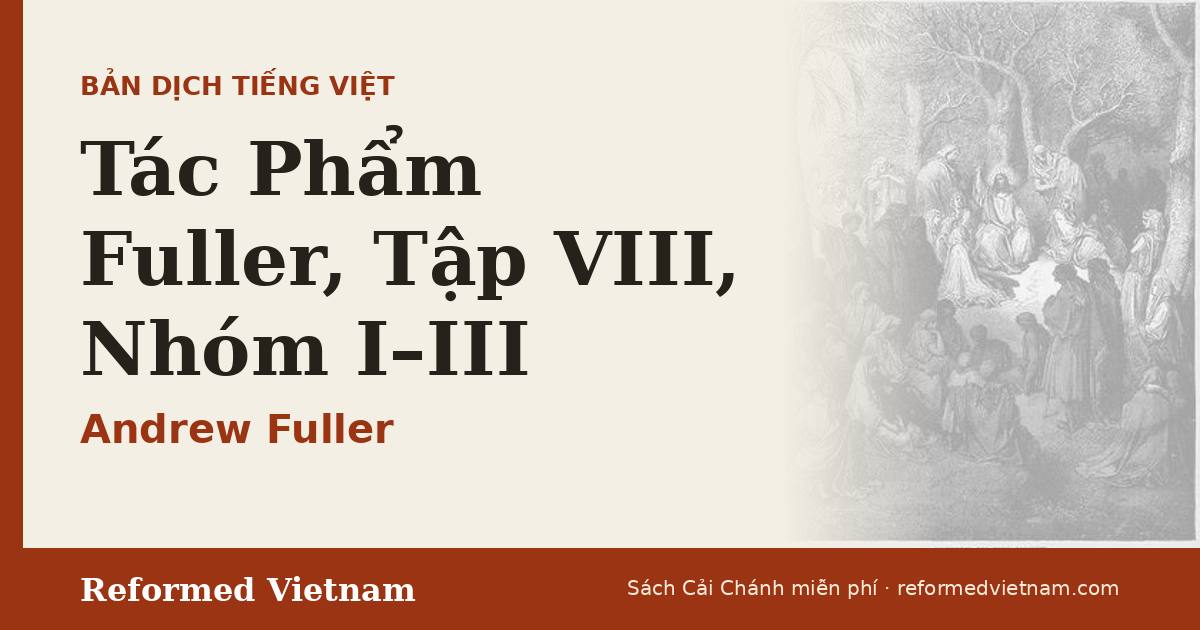 BẢN DỊCH TIẾNG VIỆT
Tác Phẩm
Fuller, Tập VIII,
Nhóm I–III
Andrew Fuller
Reformed Vietnam
Sách Cải Chánh miễn phí · reformedvietnam.com